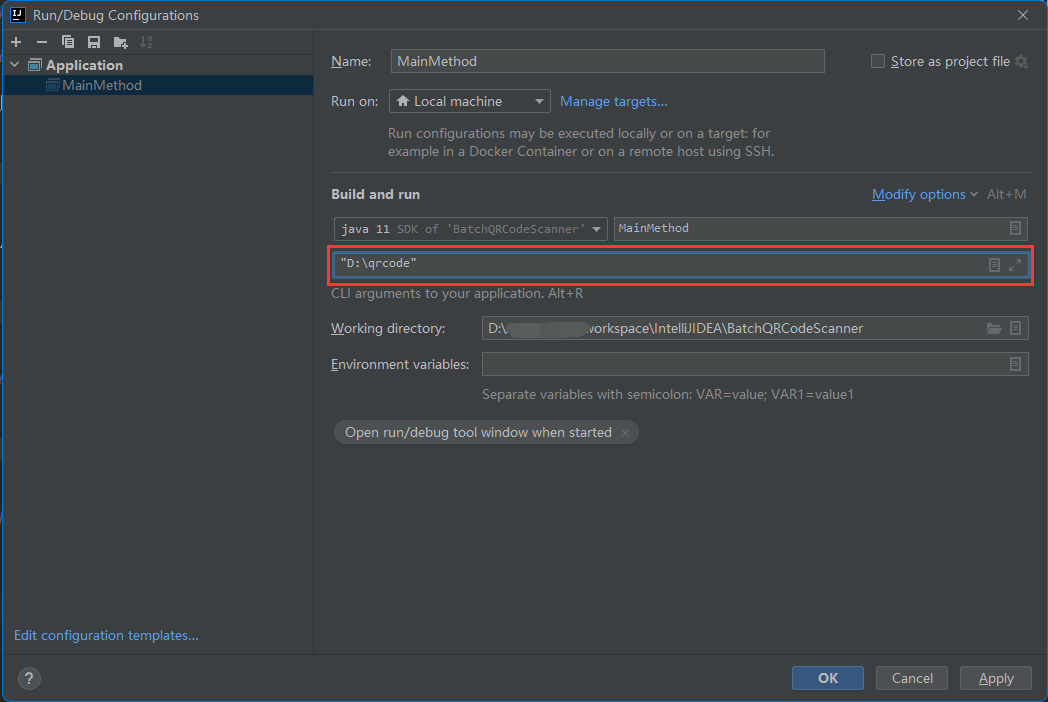 IJ Run/Debug Configurations
Application
MainMethod
Name: MainMethod Store as project file
Run on: Local machine Manage targets...
Run configurations may be executed locally or on a target: for
example in a Docker Container or on a remote host using SSH.
Build and run Modify options Alt+M
java 11 SDK of 'BatchQRCodeScanner' MainMethod
"D:\qrcode"
CLI arguments to your application. Alt+R
Working directory: D:\ workspace\IntelliJIDEA\BatchQRCodeScanner
Environment variables:
Separate variables with semicolon: VAR=value; VAR1=value1
Open run/debug tool window when started
Edit configuration templates...
? OK Cancel Apply